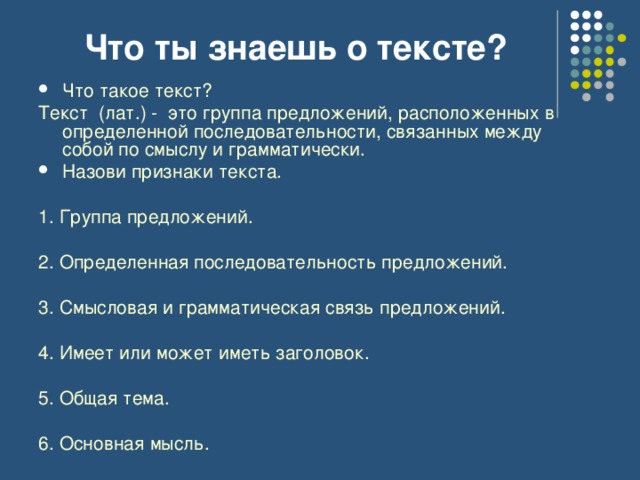 Что ты знаешь о тексте?
Что такое текст?
Текст (лат.) - это группа предложений, расположенных в
определенной последовательности, связанных между
собой по смыслу и грамматически.
Назови признаки текста.
1. Группа предложений.
2. Определенная последовательность предложений.
3. Смысловая и грамматическая связь предложений.
4. Имеет или может иметь заголовок.
5. Общая тема.
6. Основная мысль.